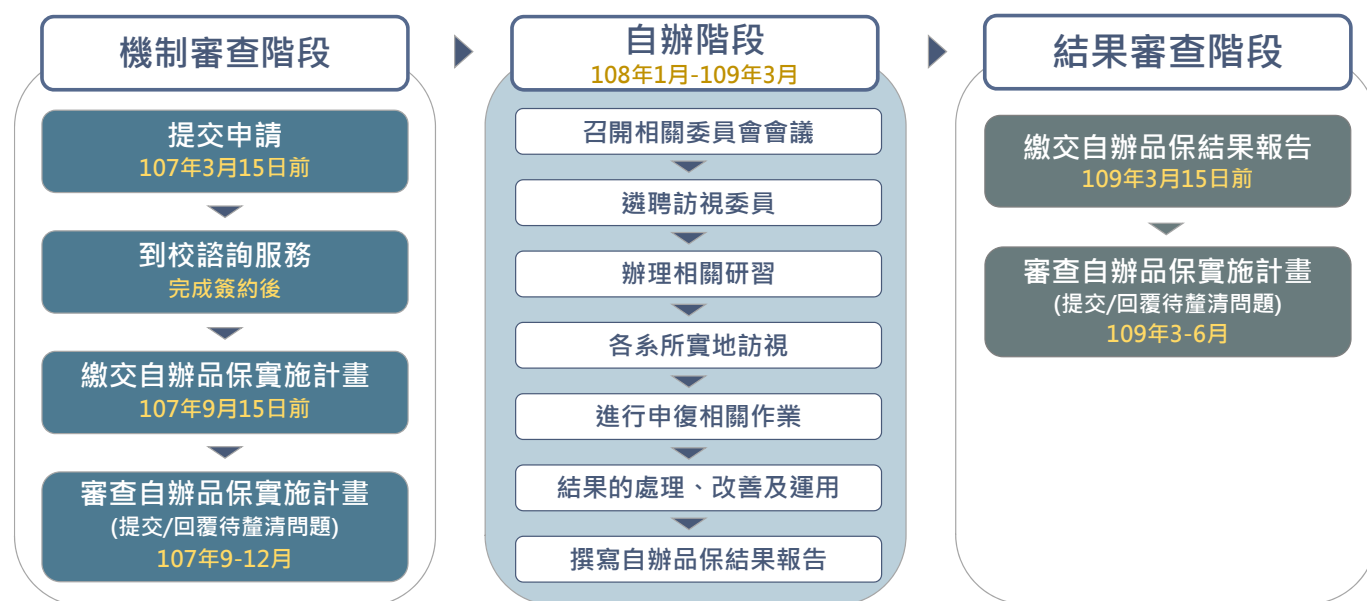 機制審查階段
提交申請
107年3月15日前
到校諮詢服務
完成簽約後
繳交自辦品保實施計畫
107年9月15日前
審查自辦品保實施計畫
(提交/回覆待釐清問題)
107年9-12月
自辦階段
108年1月-109年3月
召開相關委員會會議
遴聘訪視委員
辦理相關研習
各系所實地訪視
進行申復相關作業
結果的處理、改善及運用
撰寫自辦品保結果報告
結果審查階段
繳交自辦品保結果報告
109年3月15日前
審查自辦品保實施計畫
(提交/回覆待釐清問題)
109年3-6月